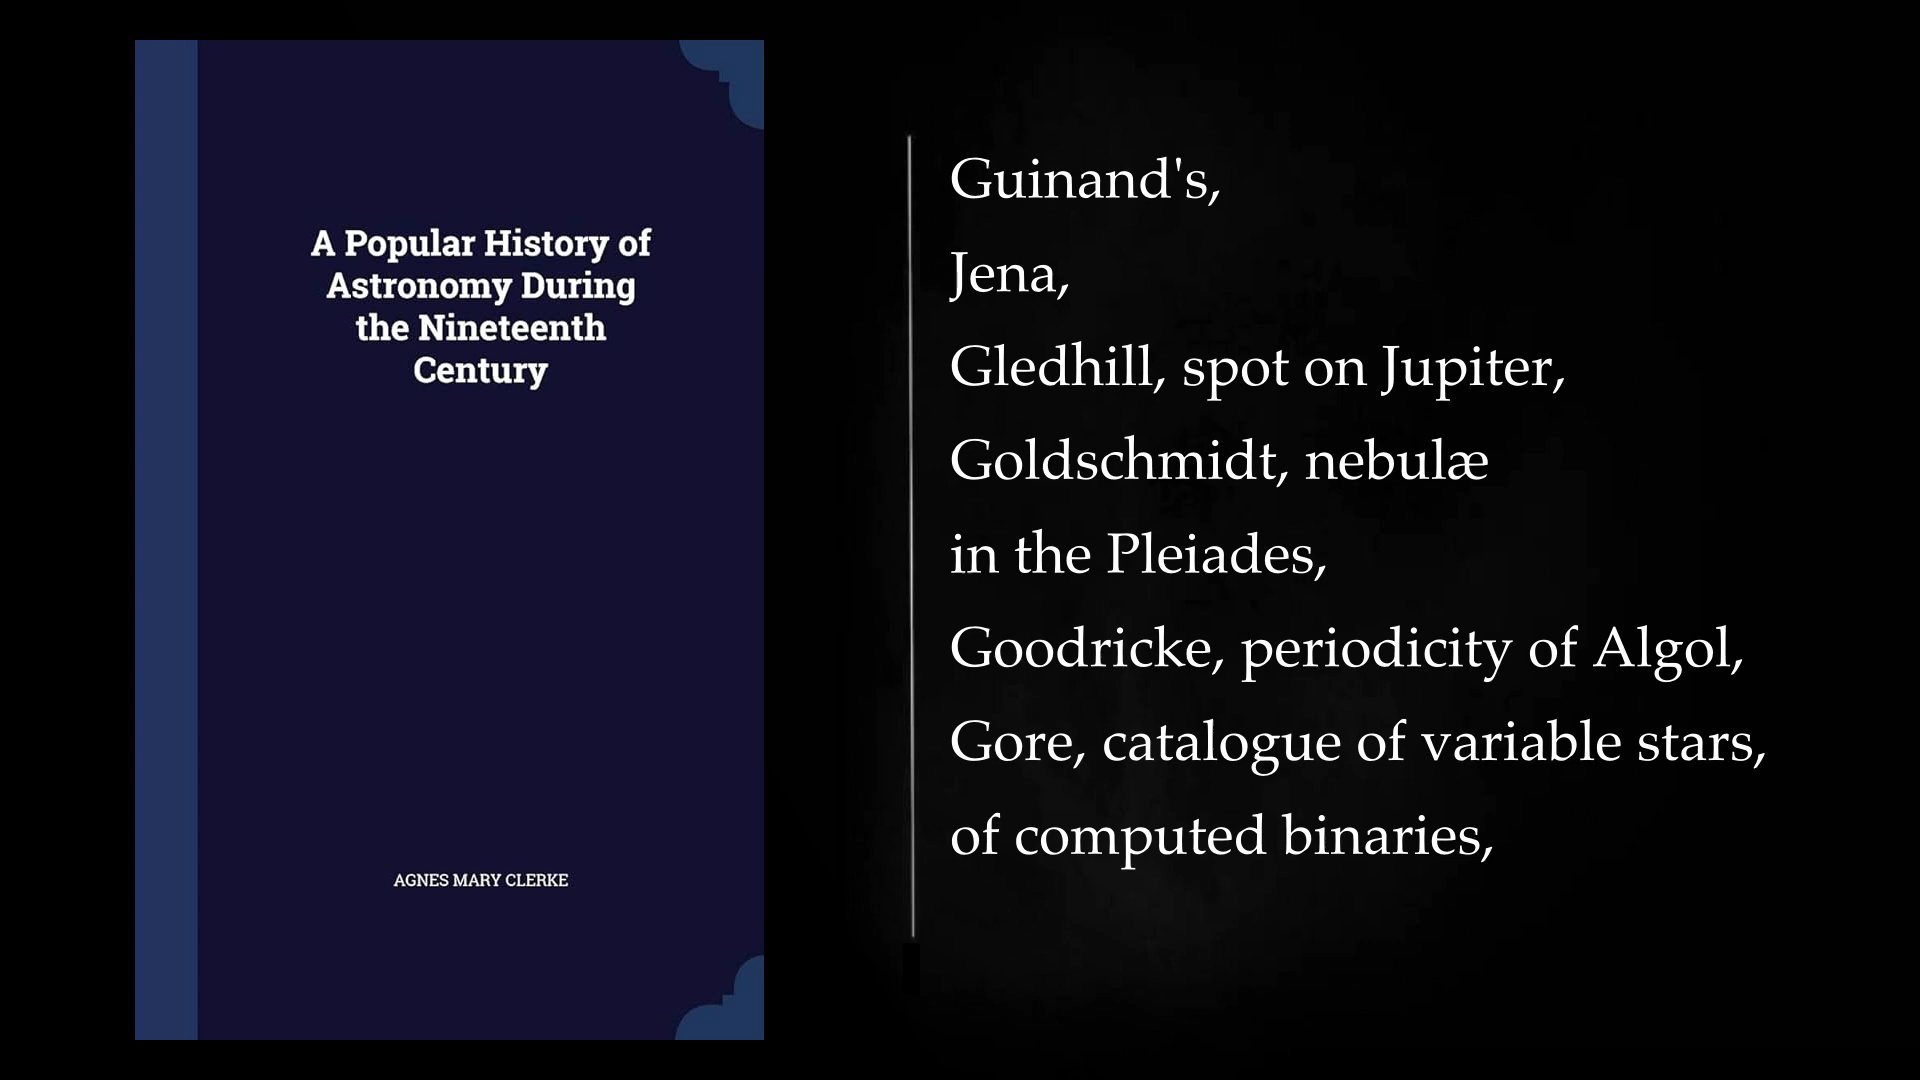 A Popular History of
Astronomy During
the Nineteenth
Century
AGNES MARY CLERKE
Guinand's,
Jena,
Gledhill, spot on Jupiter,
Goldschmidt, nebulæ
in the Pleiades,
Goodricke, periodicity of Algol,
Gore, catalogue of variable stars,
of computed binaries,